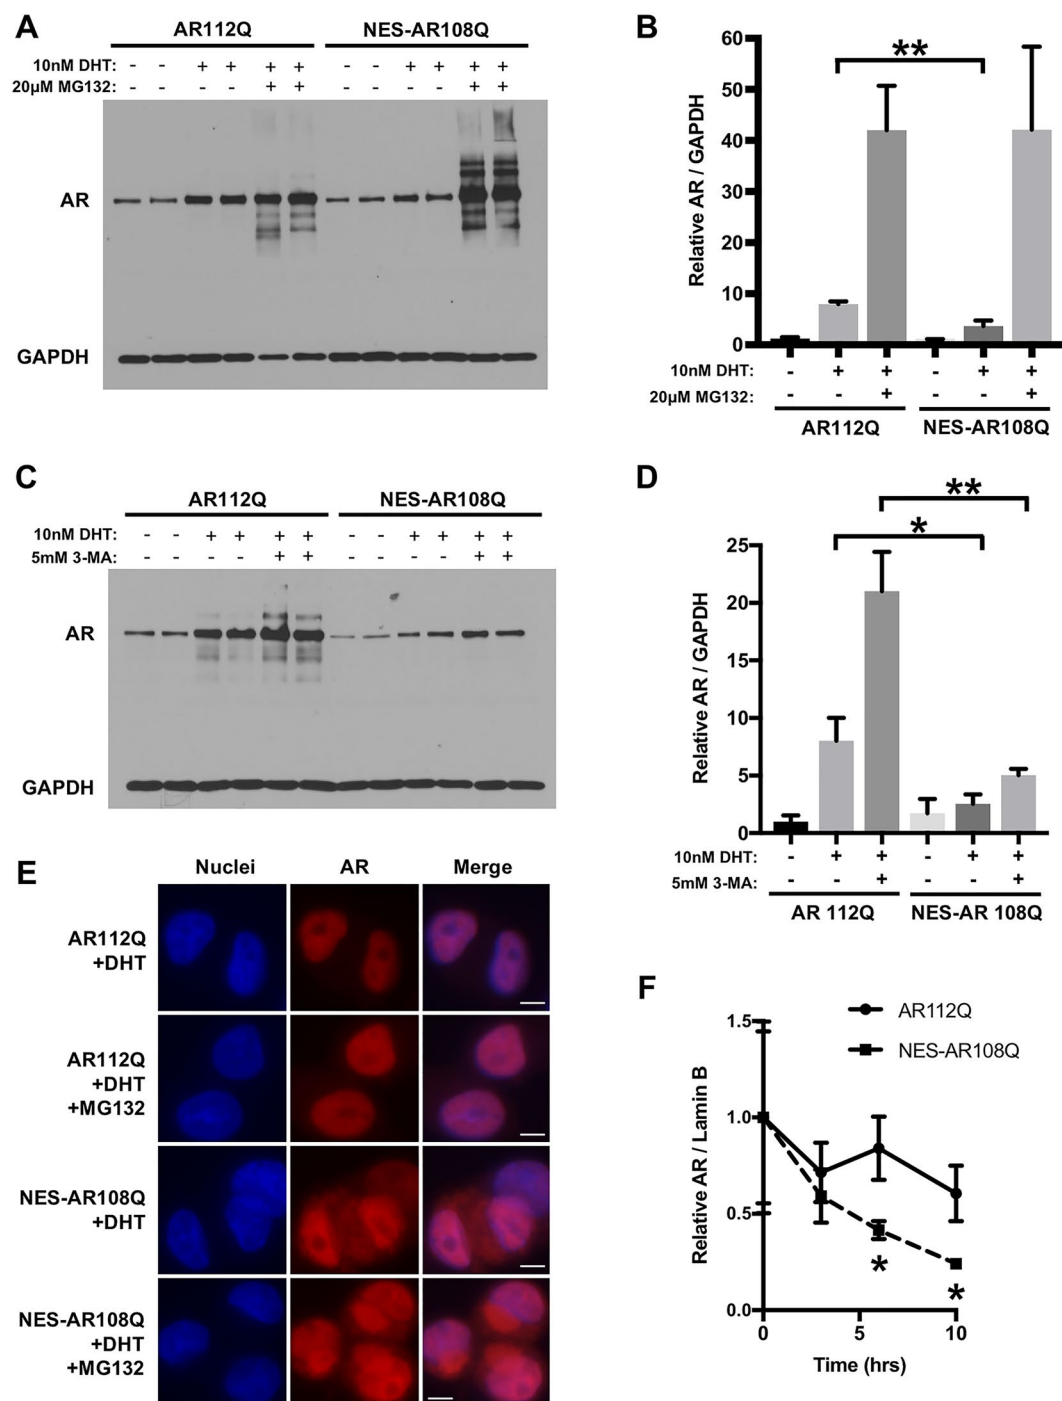 A
AR112Q NES-AR108Q
10nM DHT: - - + + + + - - + + + +
20µM MG132: - - - - + + - - - - + +
AR
GAPDH
B
**
Relative AR / GAPDH
60
50
40
30
20
10
0
10nM DHT: - + + - + +
20µM MG132: - - + - - +
AR112Q NES-AR108Q
C
AR112Q NES-AR108Q
10nM DHT: - - + + + + - - + + + +
5mM 3-MA: - - - - + + - - - - + +
AR
GAPDH
D
**
*
Relative AR / GAPDH
25
20
15
10
5
0
10nM DHT: - + + - + +
5mM 3-MA: - - + - - +
AR 112Q NES-AR 108Q
E
Nuclei AR Merge
AR112Q
+DHT
AR112Q
+DHT
+MG132
NES-AR108Q
+DHT
NES-AR108Q
+DHT
+MG132
F
AR112Q
NES-AR108Q
Relative AR / Lamin B
1.5
1.0
0.5
0.0
*
*
0 5 10
Time (hrs)